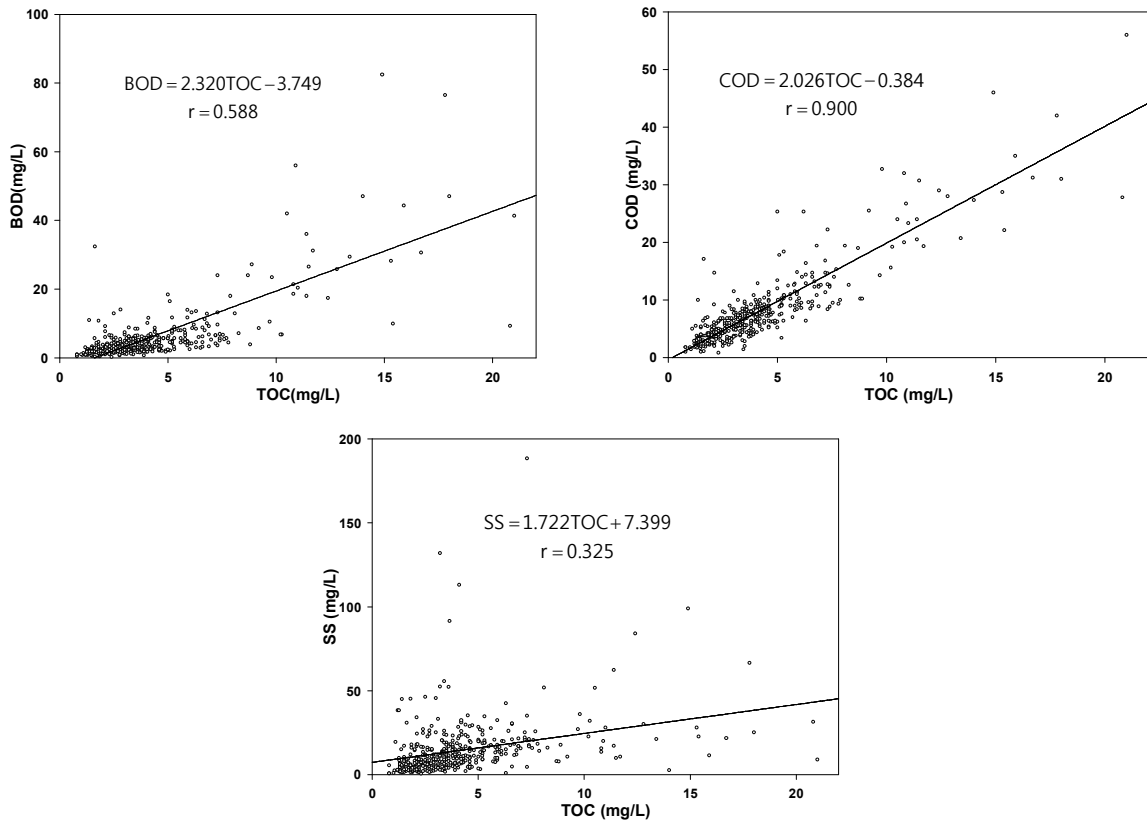 100
80
60
40
20
0
BOD(mg/L)
BOD=2.320TOC−3.749
r=0.588
0 5 10 15 20
TOC(mg/L)
60
50
40
30
20
10
0
COD (mg/L)
COD=2.026TOC−0.384
r=0.900
0 5 10 15 20
TOC (mg/L)
200
150
100
50
0
SS (mg/L)
SS=1.722TOC+7.399
r=0.325
0 5 10 15 20
TOC (mg/L)